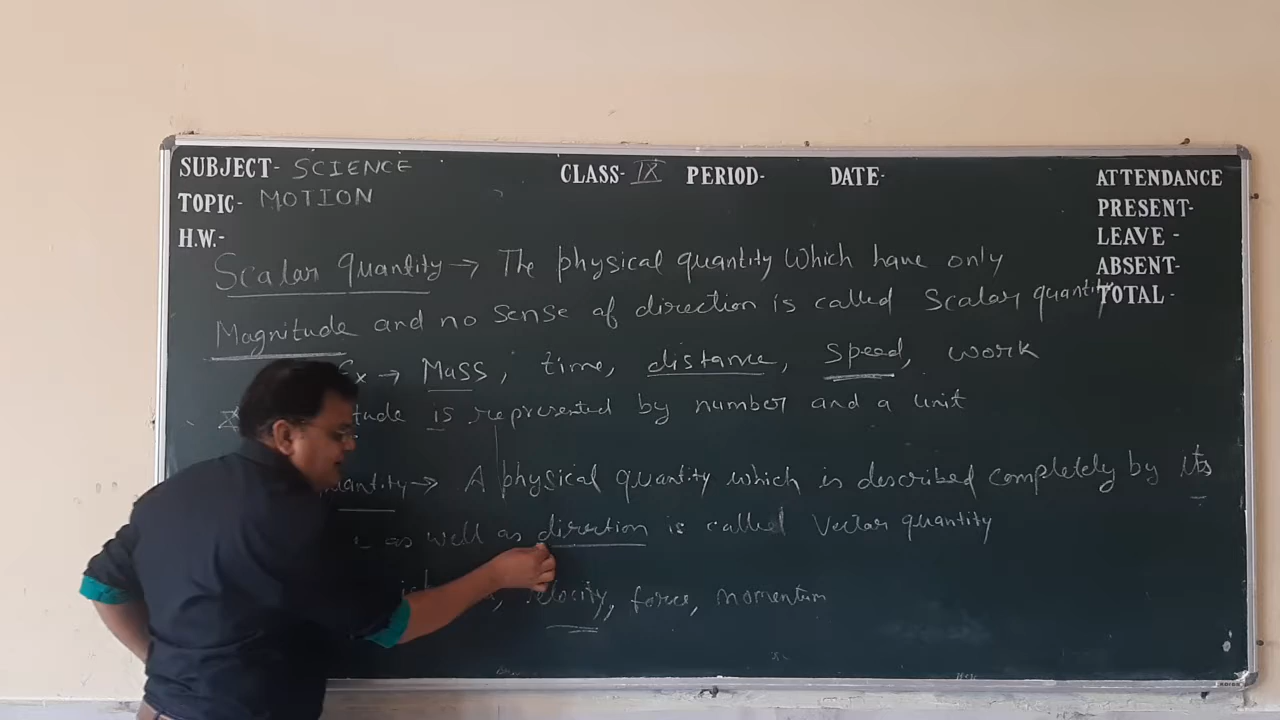 SUBJECT- SCIENCE CLASS- IX PERIOD- DATE- ATTENDANCE
TOPIC- MOTION PRESENT-
H.W.- LEAVE -
ABSENT-
TOTAL -
Scalar quantity → The physical quantity which have only
Magnitude and no sense of direction is called Scalar quantity
Ex → Mass, time, distance, speed, work
is represented by number and a unit
→ A physical quantity which is described completely by its
as well as direction is called Vector quantity
velocity, force, momentum